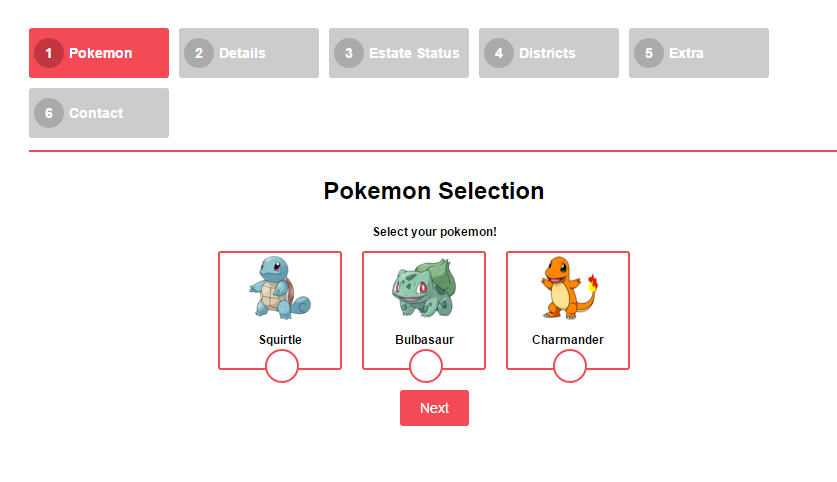 1 Pokemon 2 Details 3 Estate Status 4 Districts 5 Extra
6 Contact
Pokemon Selection
Select your pokemon!
Squirtle Bulbasaur Charmander
Next